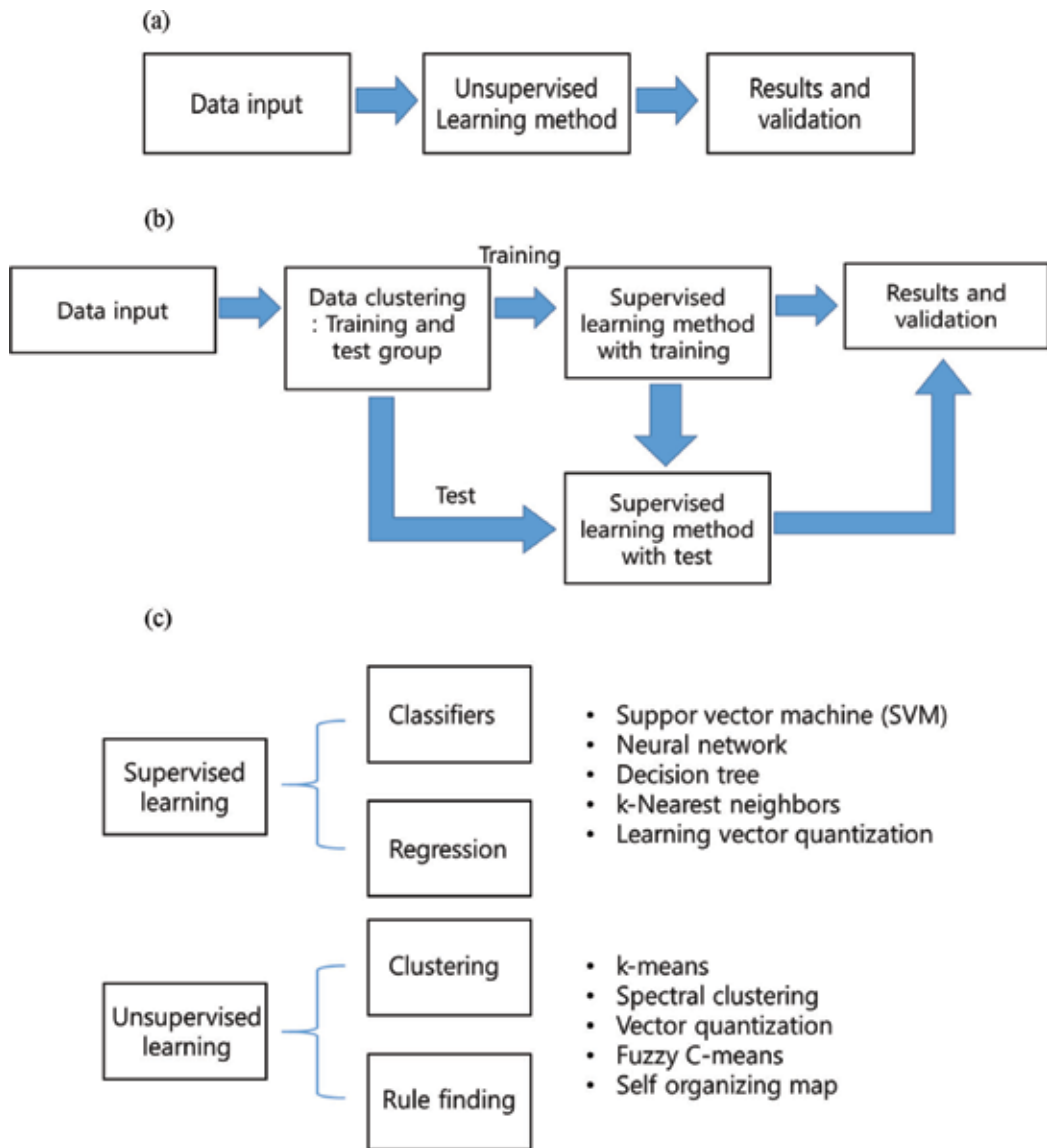 (a)
Data input
Unsupervised
Learning method
Results and
validation
(b)
Data input
Data clustering
: Training and
test group
Training
Supervised
learning method
with training
Results and
validation
Test
Supervised
learning method
with test
(c)
Supervised
learning
Classifiers
Regression
• Suppor vector machine (SVM)
• Neural network
• Decision tree
• k-Nearest neighbors
• Learning vector quantization
Unsupervised
learning
Clustering
Rule finding
• k-means
• Spectral clustering
• Vector quantization
• Fuzzy C-means
• Self organizing map